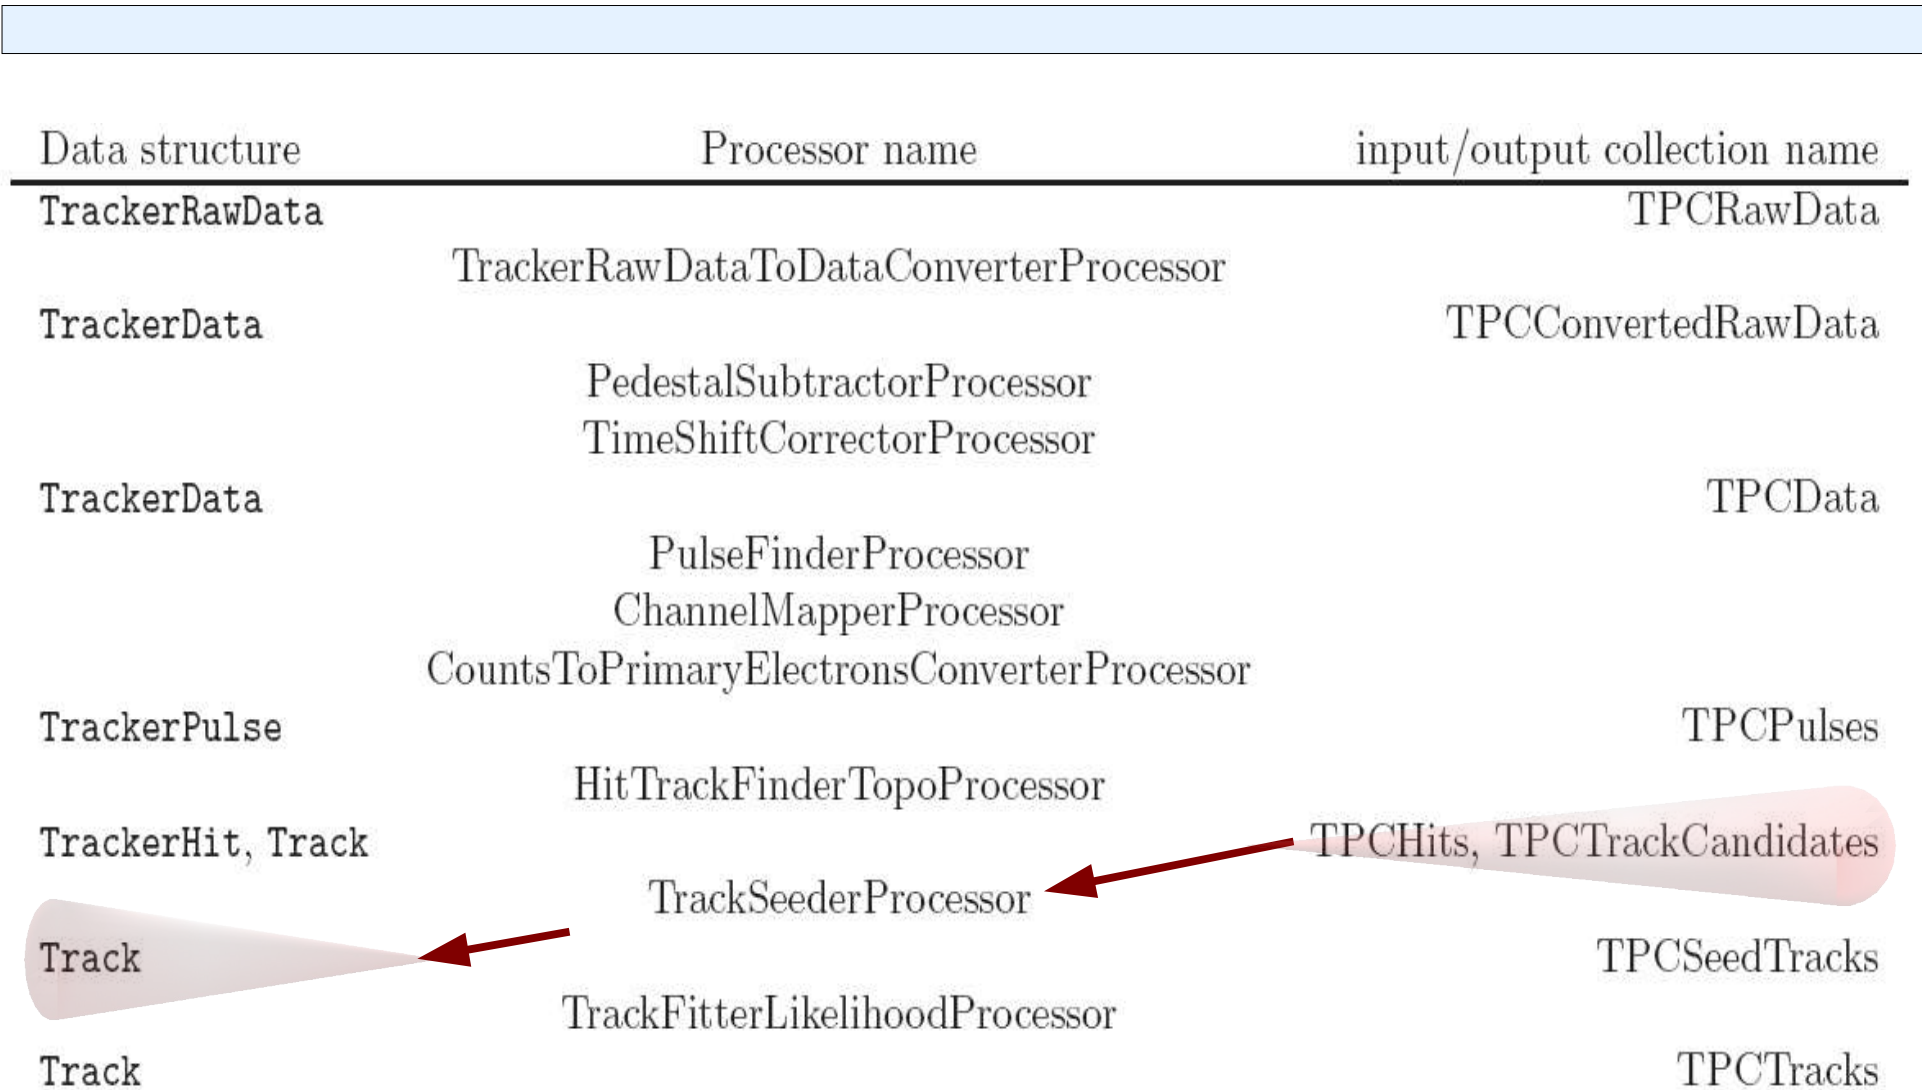 Data structure Processor name input/output collection name
TrackerRawData TPCRawData
TrackerRawDataToDataConverterProcessor
TrackerData TPCConvertedRawData
PedestalSubtractorProcessor
TimeShiftCorrectorProcessor
TrackerData TPCData
PulseFinderProcessor
ChannelMapperProcessor
CountsToPrimaryElectronsConverterProcessor
TrackerPulse TPCPulses
HitTrackFinderTopoProcessor
TrackerHit, Track TPCHits, TPCTrackCandidates
TrackSeederProcessor
Track TPCSeedTracks
TrackFitterLikelihoodProcessor
Track TPCTracks